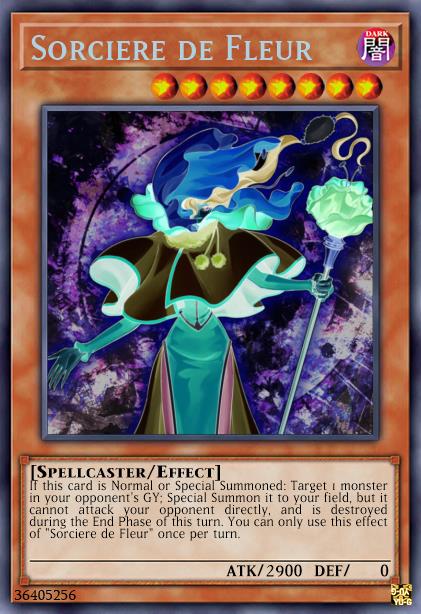 Sorciere de Fleur
DARK
闇
[Spellcaster/Effect]
If this card is Normal or Special Summoned: Target 1 monster
in your opponent's GY; Special Summon it to your field, but it
cannot attack your opponent directly, and is destroyed
during the End Phase of this turn. You can only use this effect
of "Sorciere de Fleur" once per turn.
ATK/2900 DEF/ 0
36405256